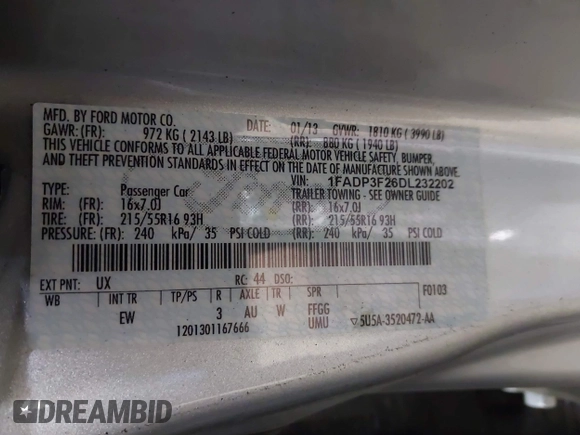 MFD. BY FORD MOTOR CO.
DATE: 01/13 GVWR: 1810 KG ( 3990 LB)
GAWR: (FR): 972 KG ( 2143 LB) (RR): 880 KG ( 1940 LB)
THIS VEHICLE CONFORMS TO ALL APPLICABLE FEDERAL MOTOR VEHICLE SAFETY, BUMPER,
AND THEFT PREVENTION STANDARDS IN EFFECT ON THE DATE OF MANUFACTURE SHOWN ABOVE.
VIN: 1FADP3F26DL232202
TYPE: Passenger Car TRAILER TOWING - SEE OWNER GUIDE
RIM: (FR): 16x7.0J (RR): 16x7.0J
TIRE: (FR): 215/55R16 93H (RR): 215/55R16 93H
PRESSURE: (FR): 240 kPa/ 35 PSI COLD (RR): 240 kPa/ 35 PSI COLD
EXT PNT: UX RC: 44 DSO: F0103
WB INT TR TP/PS R AXLE TR SPR
EW 3 AU W FFGG
1201301167666 UMU ▽5U5A-3520472-AA
DREAMBID